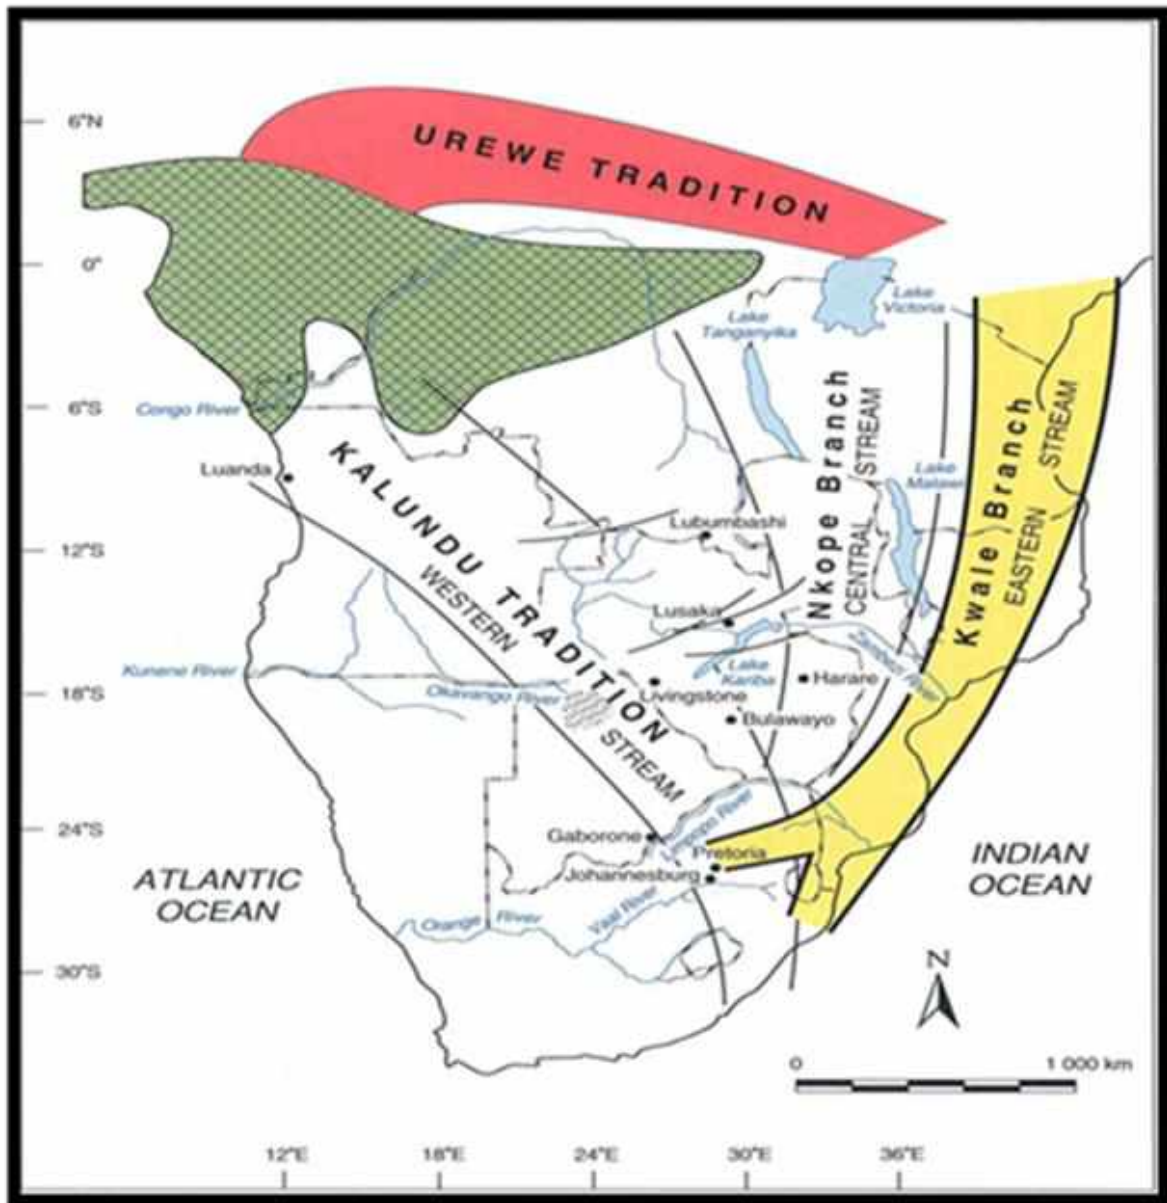 6°N
UREWE TRADITION
0°
Lake
Victoria
Lake
Tanganyika
Congo River
6°S
Luanda
KALUNDU TRADITION
WESTERN
STREAM
Nkope Branch
CENTRAL STREAM
Kwale Branch
EASTERN STREAM
Lake
Malawi
12°S
Lubumbashi
Lusaka
Lake
Kariba
Zambezi River
Harare
Kunene River
18°S
Okavango River
Livingstone
Bulawayo
24°S
Gaborone
Limpopo River
Pretoria
Johannesburg
ATLANTIC
OCEAN
INDIAN
OCEAN
Orange River
Vaal River
30°S
N
0 1 000 km
12°E 18°E 24°E 30°E 36°E